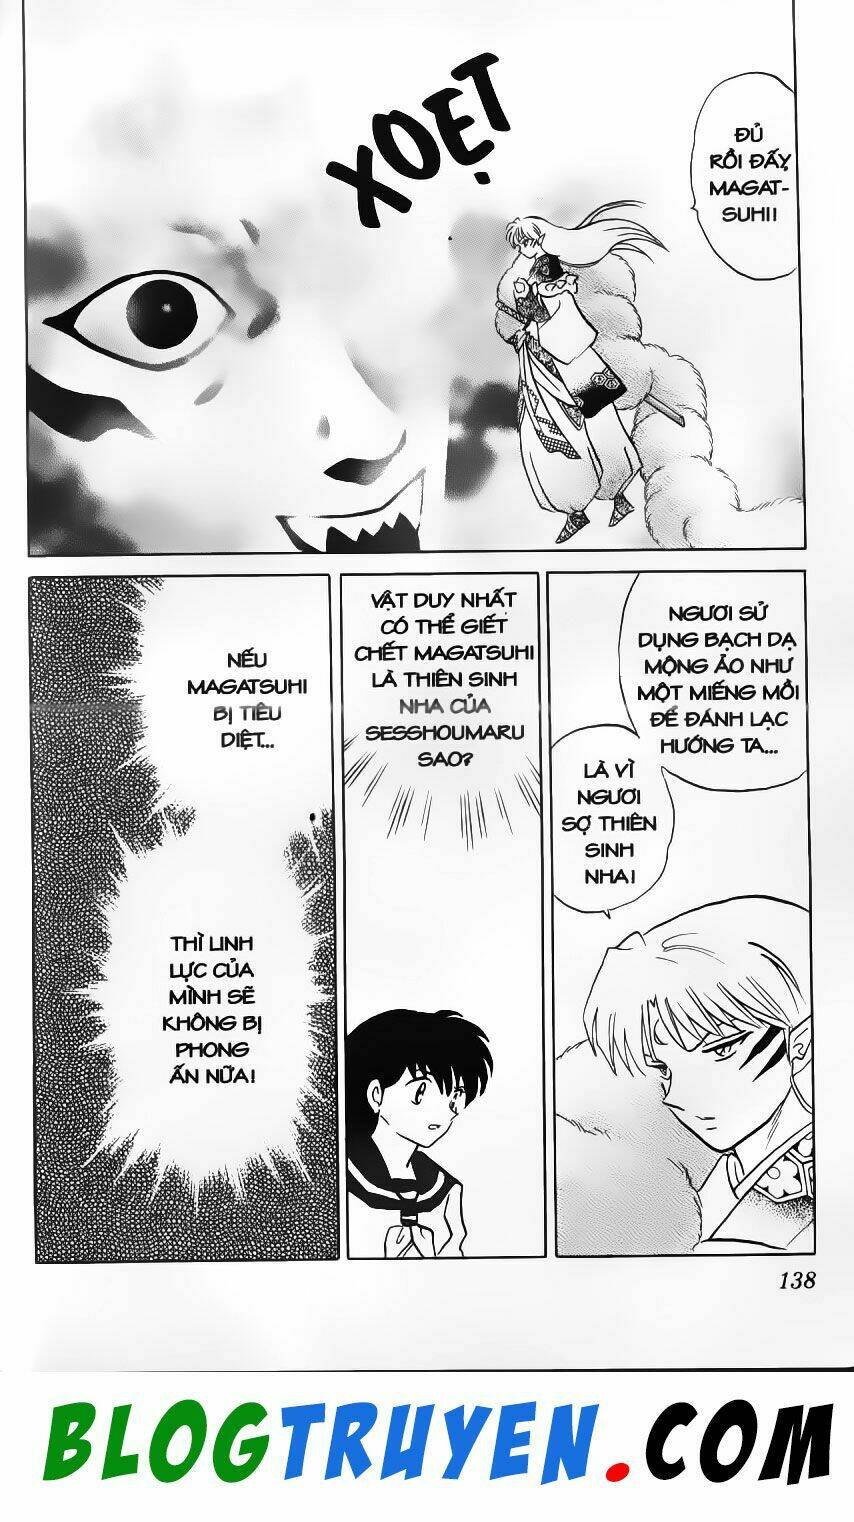 ĐỦ
RỒI ĐẤY,
MAGAT-
SUHI!
XOẸT
NGƯƠI SỬ
DỤNG BẠCH DẠ
MỘNG ẢO NHƯ
MỘT MIẾNG MỒI
ĐỂ ĐÁNH LẠC
HƯỚNG TA...
LÀ VÌ
NGƯƠI
SỢ THIÊN
SINH
NHA!
VẬT DUY NHẤT
CÓ THỂ GIẾT
CHẾT MAGATSUHI
LÀ THIÊN SINH
NHA CỦA
SESSHOUMARU
SAO?
NẾU
MAGATSUHI
BỊ TIÊU
DIỆT...
THÌ LINH
LỰC CỦA
MÌNH SẼ
KHÔNG BỊ
PHONG
ẤN NỮA!
138
BLOGTRUYEN.COM